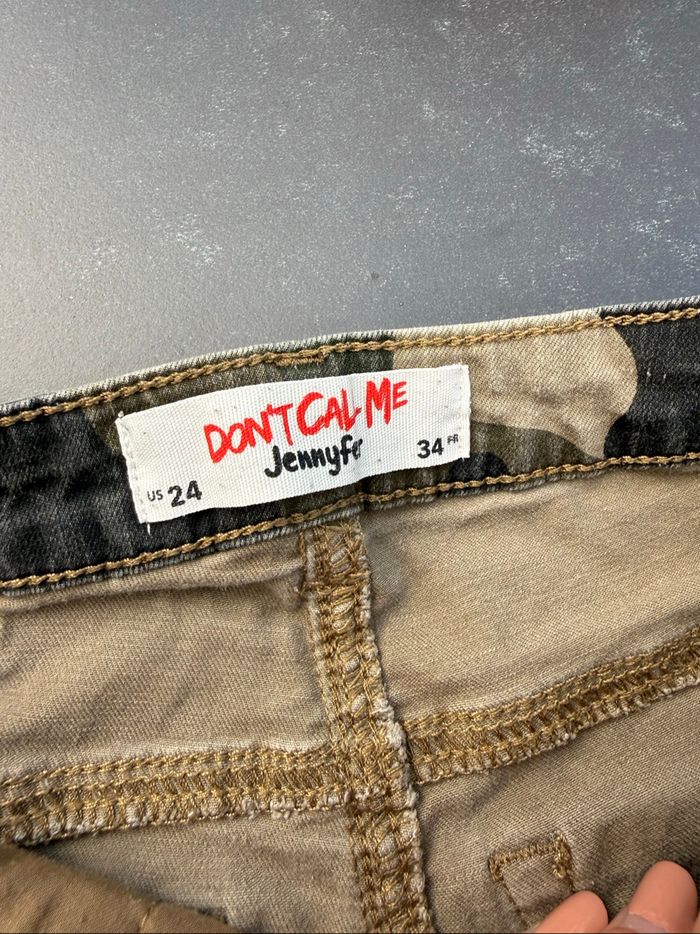 DON'T CALL ME
Jennyfer
US 24
34 FR